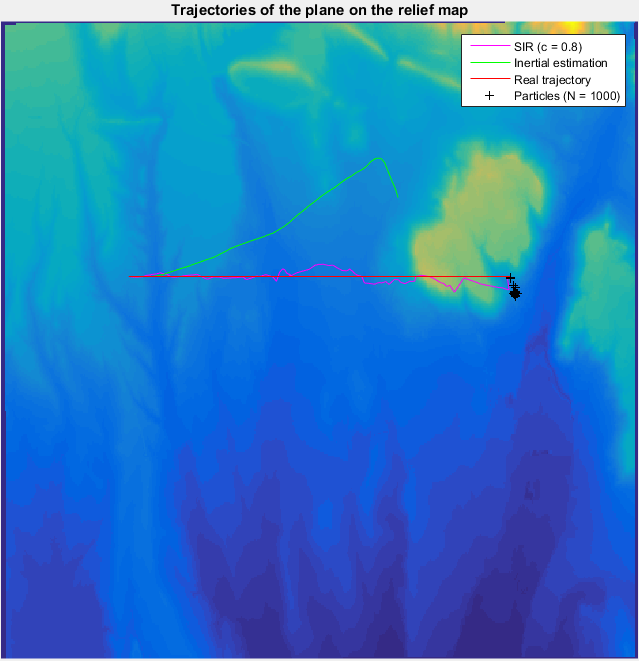 Trajectories of the plane on the relief map
SIR (c = 0.8)
Inertial estimation
Real trajectory
Particles (N = 1000)